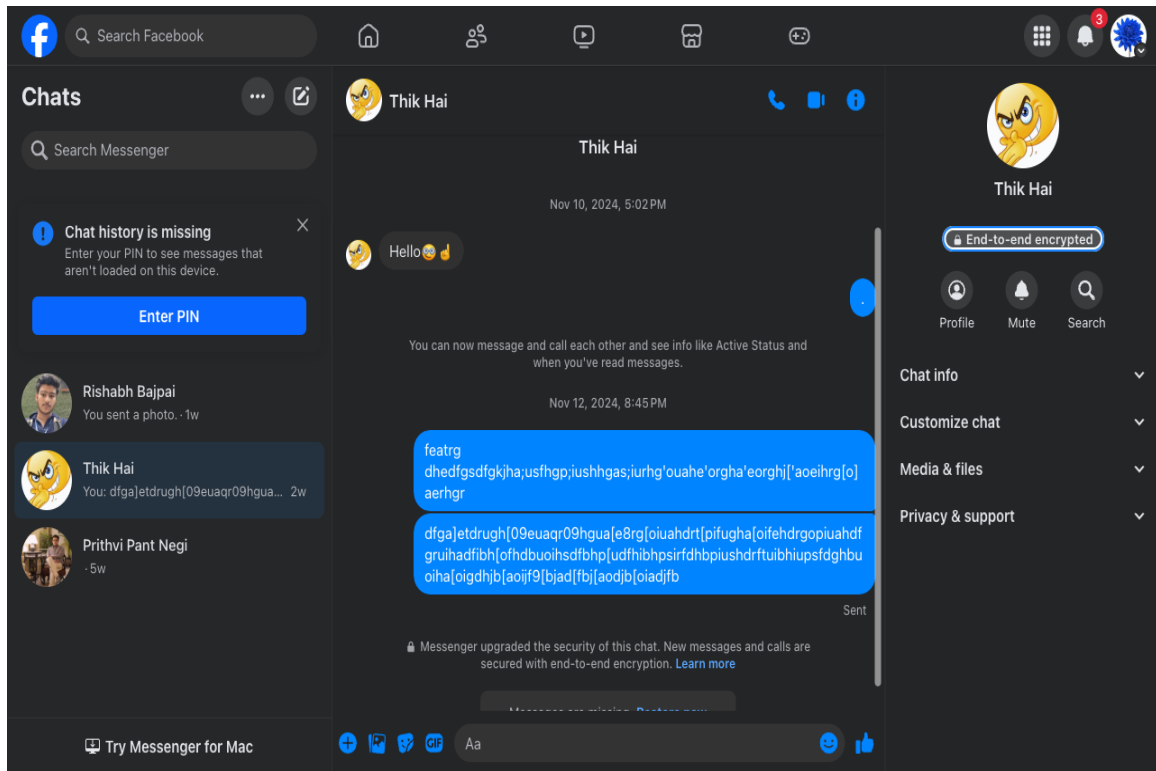 Search Facebook
3
Chats
Search Messenger
Chat history is missing
Enter your PIN to see messages that
aren't loaded on this device.
Enter PIN
Rishabh Bajpai
You sent a photo. · 1w
Thik Hai
You: dfga]etdrugh[09euaqr09hgua... 2w
Prithvi Pant Negi
· 5w
Try Messenger for Mac
Thik Hai
Thik Hai
Nov 10, 2024, 5:02 PM
Hello
.
You can now message and call each other and see info like Active Status and
when you've read messages.
Nov 12, 2024, 8:45 PM
featrg
dhedfgsdfgkjha;usfhgp;iushhgas;iurhg'ouahe'orgha'eorghj['aoeihrg[o]
aerhgr
dfga]etdrugh[09euaqr09hgua[e8rg[oiuahdrt[pifugha[oifehdrgopiuahdf
gruihadfibh[ofhdbuoihsdfbhp[udfhibhpsirfdhbpiushdrftuibhiupsfdghbu
oiha[oigdhjb[aoijf9[bjad[fbj[aodjb[oiadjfb
Sent
Messenger upgraded the security of this chat. New messages and calls are
secured with end-to-end encryption. Learn more
Messages are missing. Restore now
GIF
Aa
Thik Hai
End-to-end encrypted
Profile
Mute
Search
Chat info
Customize chat
Media & files
Privacy & support